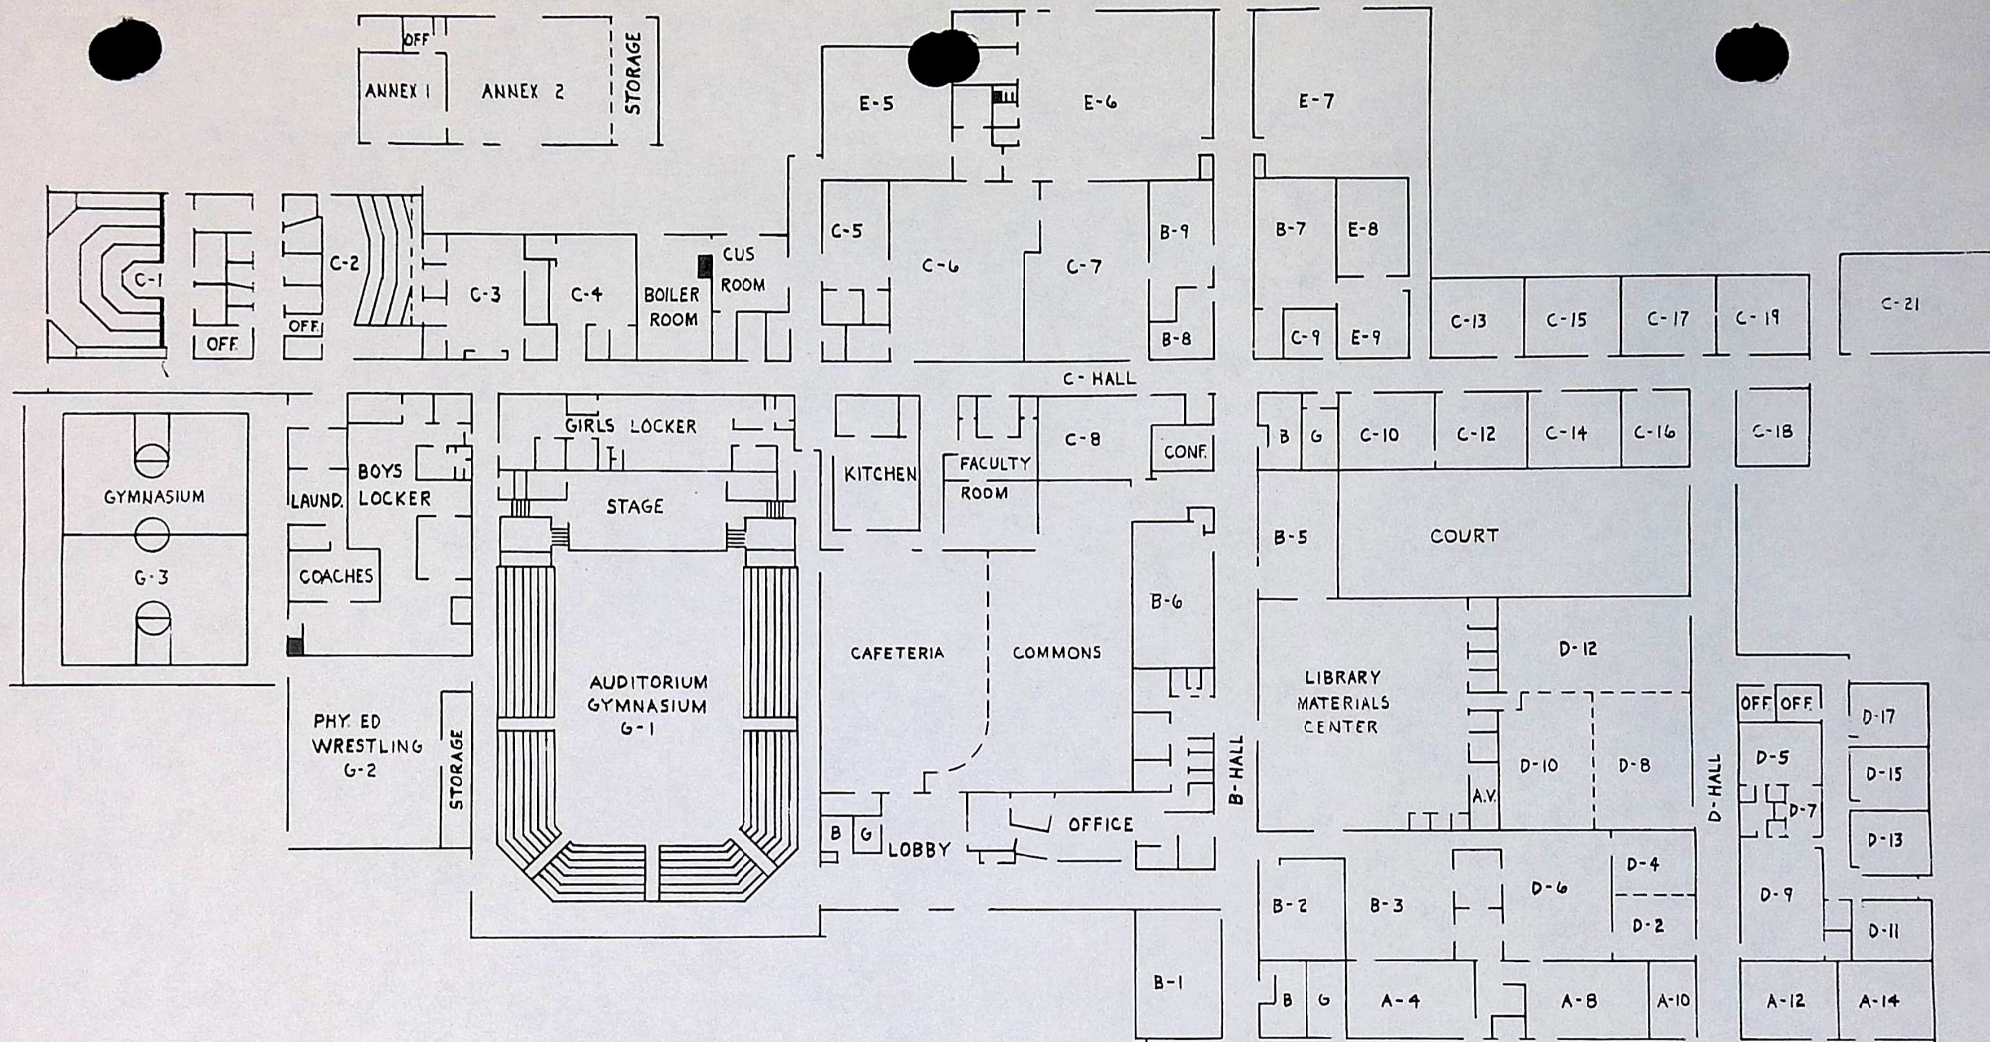 OFF
ANNEX 1
ANNEX 2
STORAGE
E-5
E-6
E-7
C-1
OFF.
OFF.
C-2
C-3
C-4
BOILER
ROOM
CUS
ROOM
C-5
C-6
C-7
B-9
B-8
B-7
E-8
C-9
E-9
C-13
C-15
C-17
C-19
C-21
C-HALL
GYMNASIUM
G-3
LAUND.
BOYS
LOCKER
COACHES
GIRLS LOCKER
STAGE
KITCHEN
FACULTY
ROOM
C-8
CONF.
B
G
C-10
C-12
C-14
C-16
C-18
B-5
COURT
B-6
PHY. ED
WRESTLING
G-2
STORAGE
AUDITORIUM
GYMNASIUM
G-1
CAFETERIA
COMMONS
B-HALL
LIBRARY
MATERIALS
CENTER
D-12
D-10
D-8
A.V.
D-HALL
OFF.
OFF.
D-5
D-7
D-17
D-15
D-13
B
G
LOBBY
OFFICE
B-2
B-3
D-6
D-4
D-2
D-9
D-11
B-1
B
G
A-4
A-8
A-10
A-12
A-14